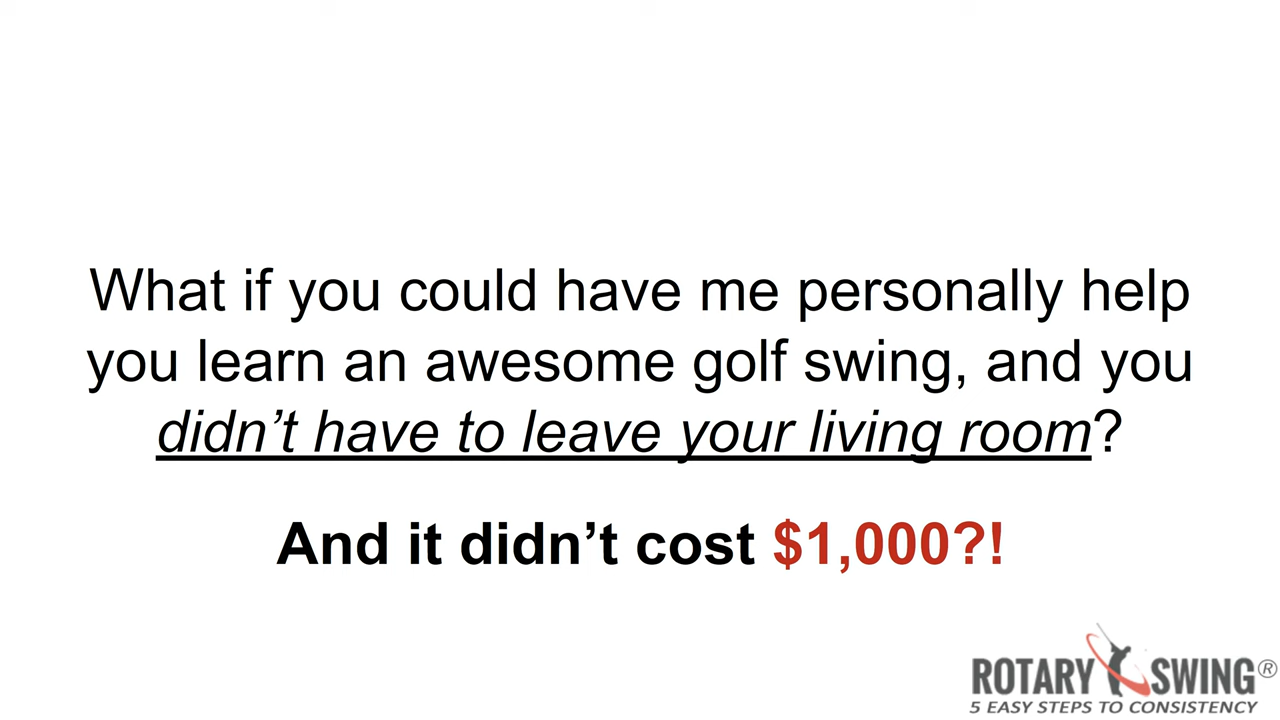 What if you could have me personally help
you learn an awesome golf swing, and you
didn’t have to leave your living room?
And it didn’t cost $1,000?!
ROTARY SWING®
5 EASY STEPS TO CONSISTENCY